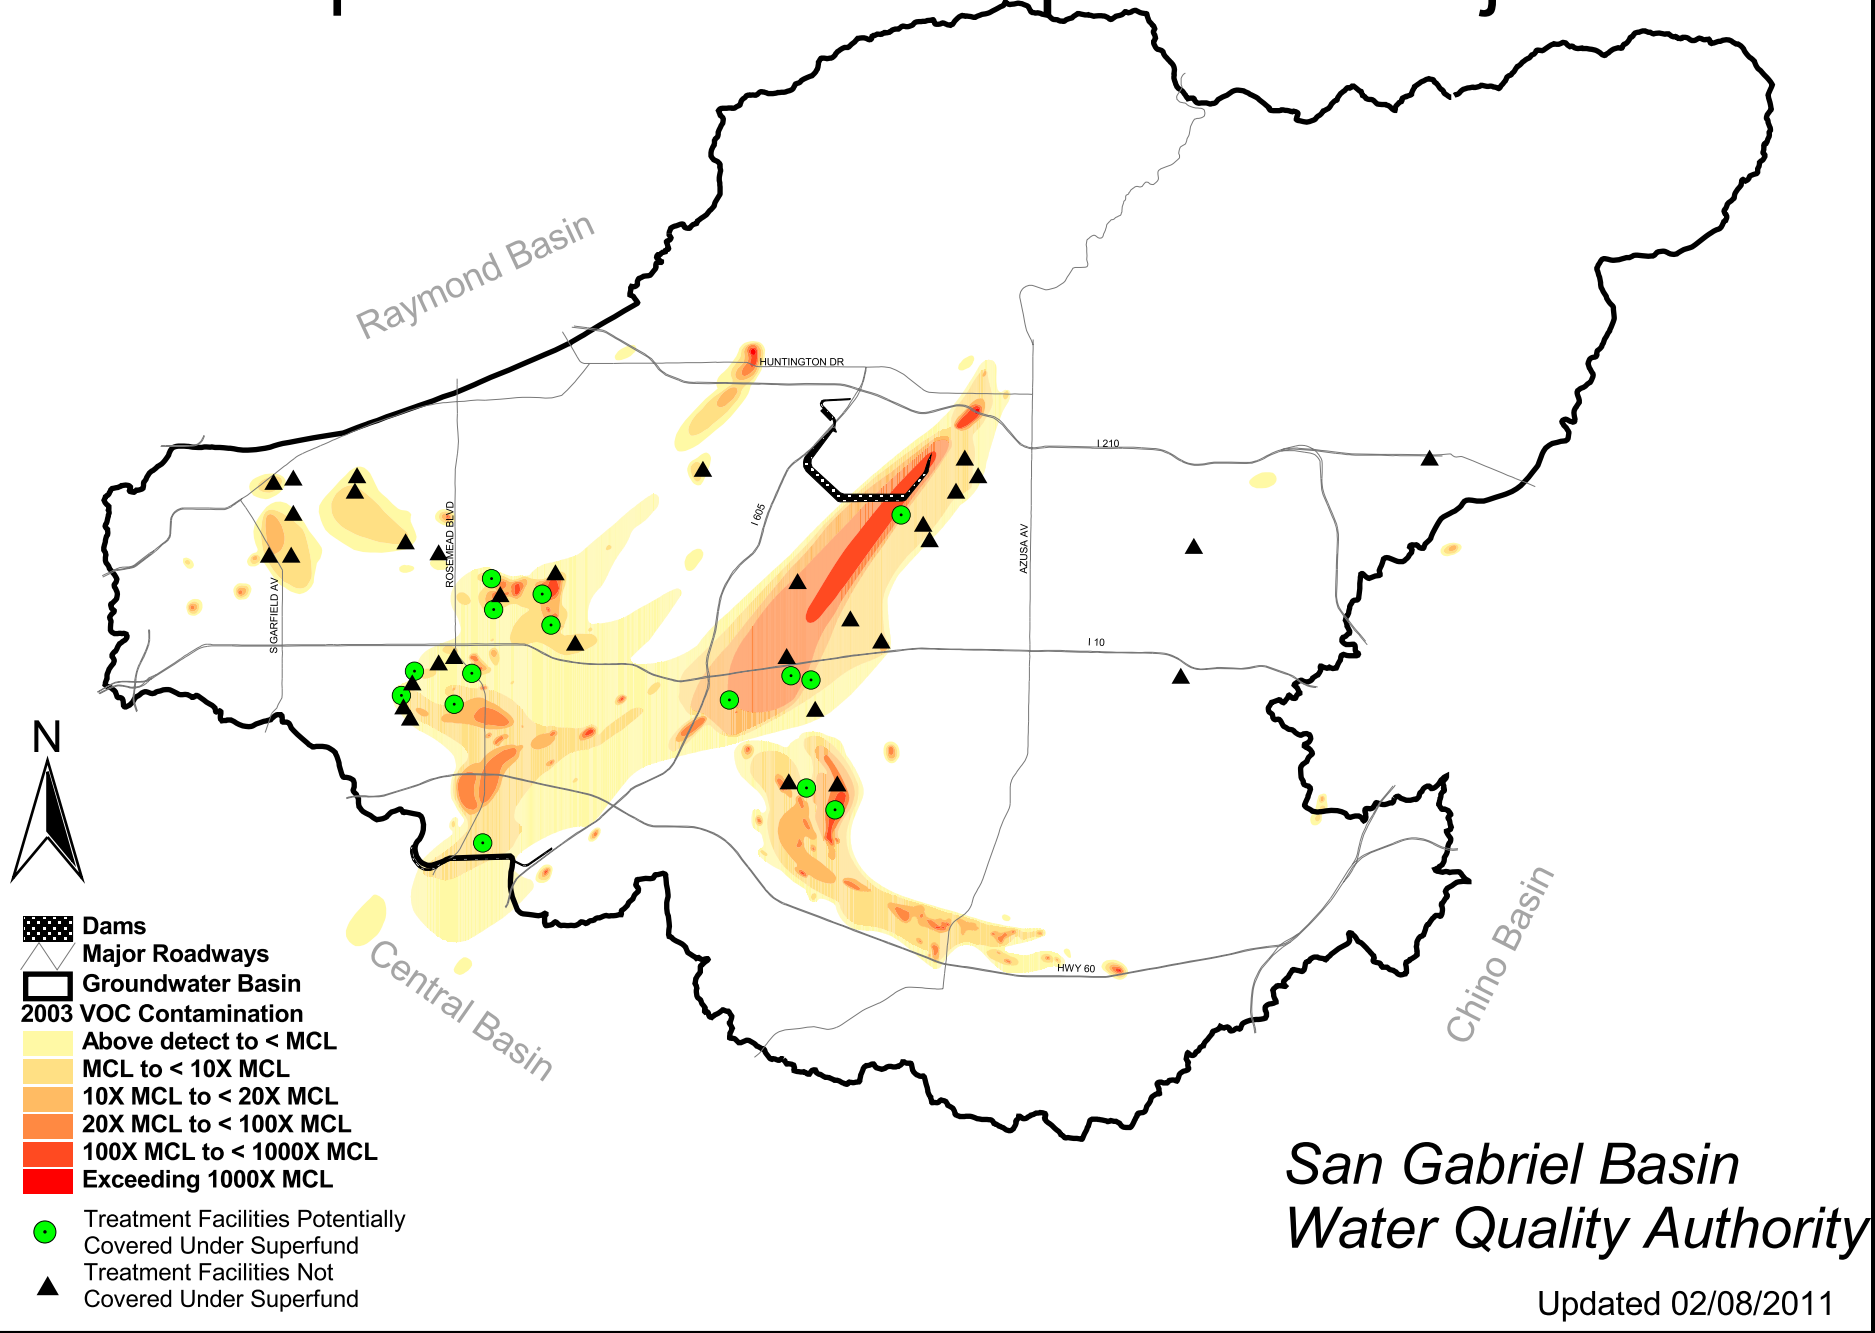 Raymond Basin
HUNTINGTON DR
I 210
ROSEMEAD BLVD
I 605
AZUSA AV
S GARFIELD AV
I 10
N
Central Basin
HWY 60
Chino Basin
Dams
Major Roadways
Groundwater Basin
2003 VOC Contamination
Above detect to < MCL
MCL to < 10X MCL
10X MCL to < 20X MCL
20X MCL to < 100X MCL
100X MCL to < 1000X MCL
Exceeding 1000X MCL
Treatment Facilities Potentially
Covered Under Superfund
Treatment Facilities Not
Covered Under Superfund
San Gabriel Basin
Water Quality Authority
Updated 02/08/2011